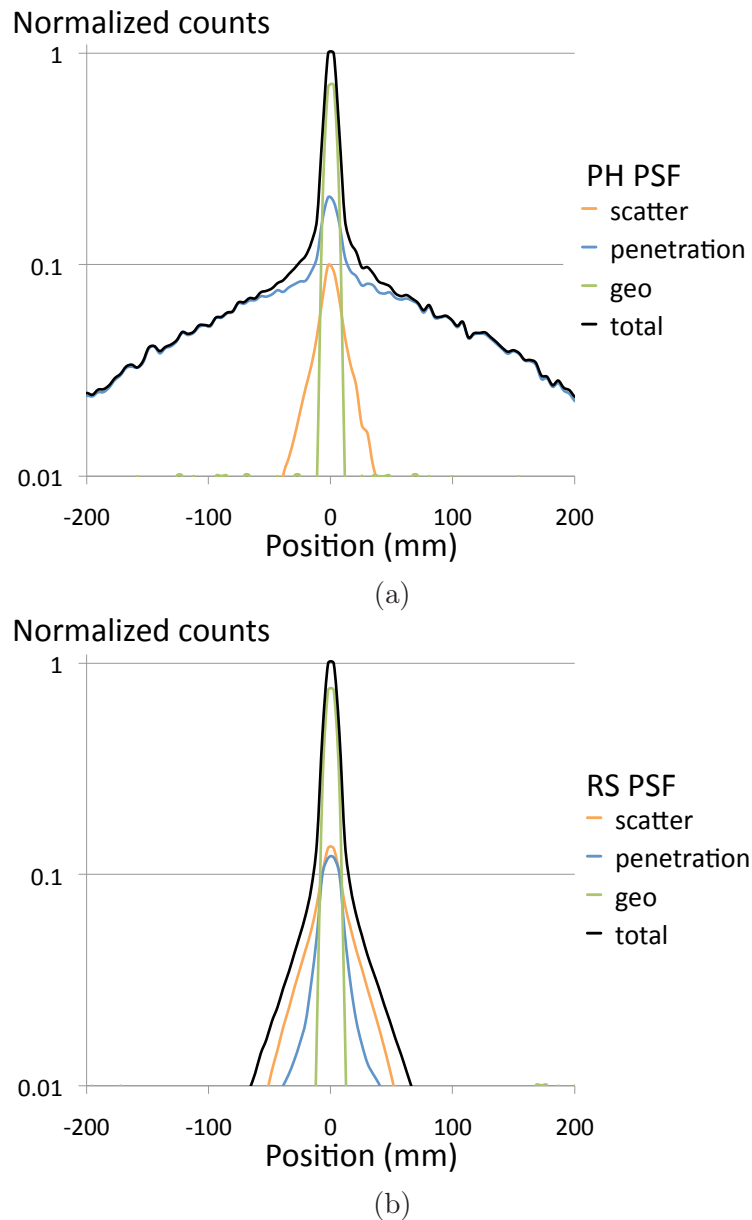 Normalized counts
1
0.1
0.01
-200 -100 0 100 200
Position (mm)
PH PSF
scatter
penetration
geo
total
(a)
Normalized counts
1
0.1
0.01
-200 -100 0 100 200
Position (mm)
RS PSF
scatter
penetration
geo
total
(b)